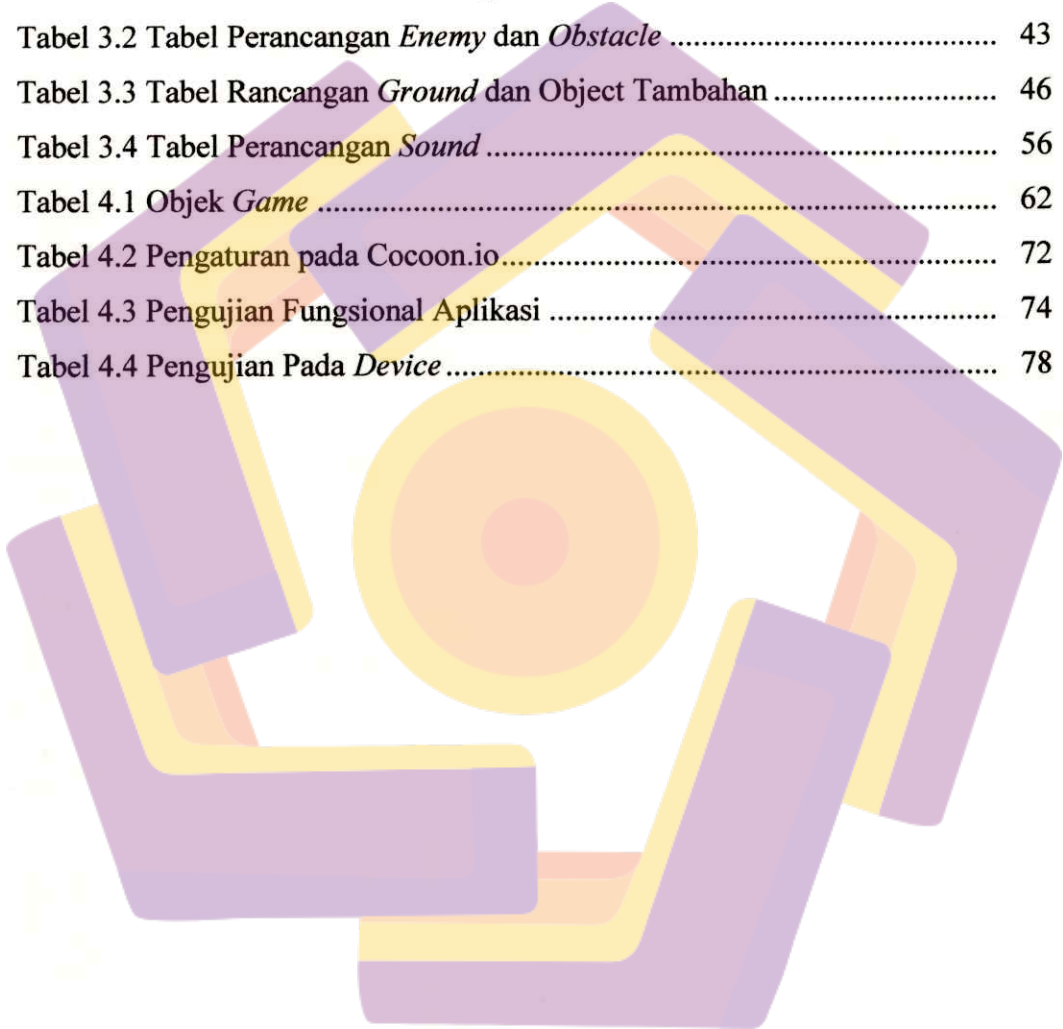 Tabel 3.2 Tabel Perancangan Enemy dan Obstacle ................................. 43
Tabel 3.3 Tabel Rancangan Ground dan Object Tambahan ......................... 46
Tabel 3.4 Tabel Perancangan Sound .................................................... 56
Tabel 4.1 Objek Game ..................................................................... 62
Tabel 4.2 Pengaturan pada Cocoon.io................................................... 72
Tabel 4.3 Pengujian Fungsional Aplikasi .............................................. 74
Tabel 4.4 Pengujian Pada Device ........................................................ 78